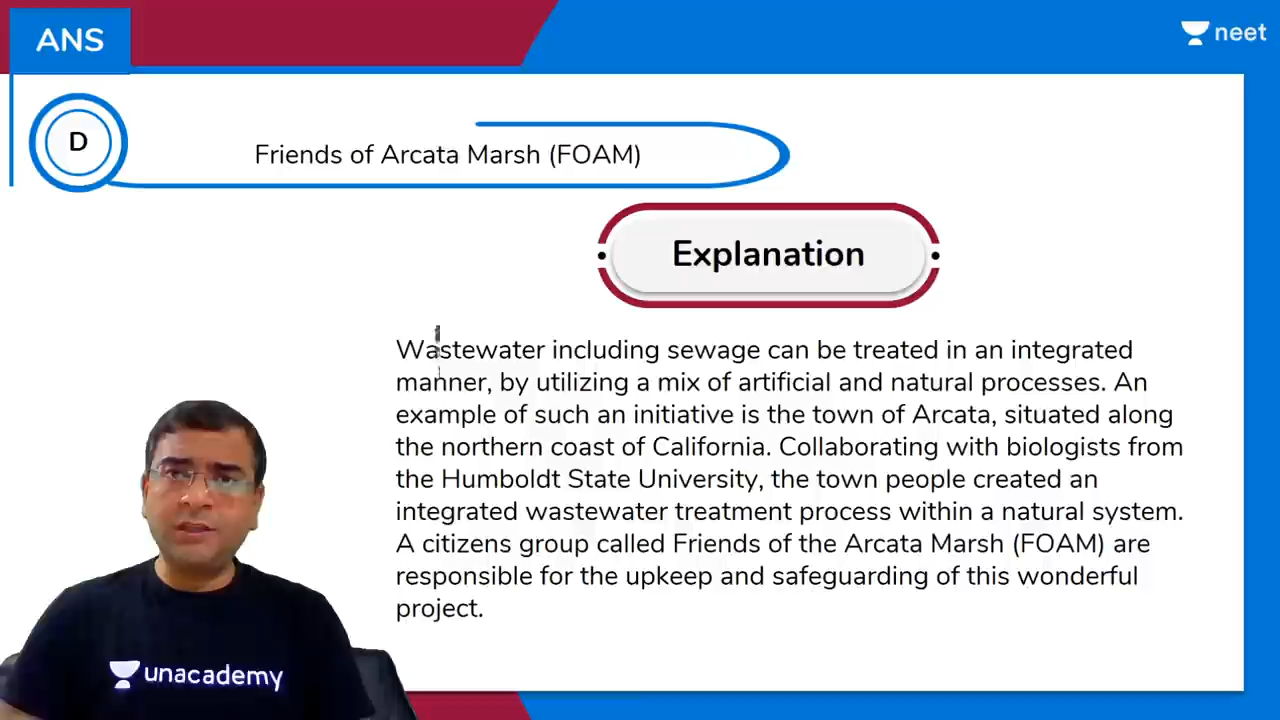 ANS
neet
D
Friends of Arcata Marsh (FOAM)
Explanation
Wastewater including sewage can be treated in an integrated
manner, by utilizing a mix of artificial and natural processes. An
example of such an initiative is the town of Arcata, situated along
the northern coast of California. Collaborating with biologists from
the Humboldt State University, the town people created an
integrated wastewater treatment process within a natural system.
A citizens group called Friends of the Arcata Marsh (FOAM) are
responsible for the upkeep and safeguarding of this wonderful
project.
unacademy